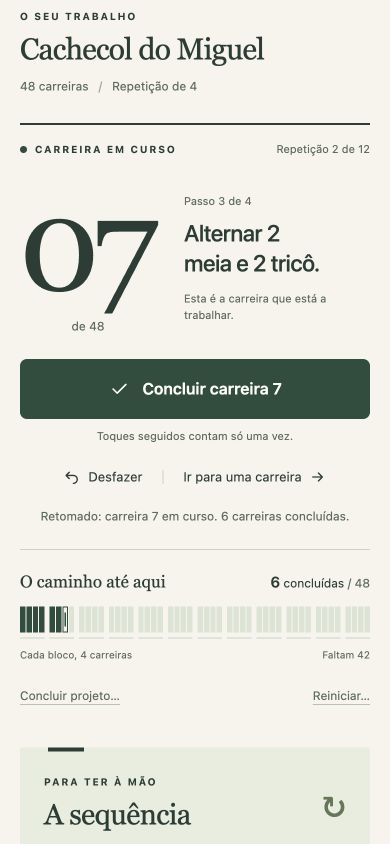 O SEU TRABALHO
Cachecol do Miguel
48 carreiras / Repetição de 4
CARREIRA EM CURSO
Repetição 2 de 12
07
de 48
Passo 3 de 4
Alternar 2
meia e 2 tricô.
Esta é a carreira que está a
trabalhar.
Concluir carreira 7
Toques seguidos contam só uma vez.
Desfazer
Ir para uma carreira →
Retomado: carreira 7 em curso. 6 carreiras concluídas.
O caminho até aqui
6 concluídas / 48
Cada bloco, 4 carreiras
Faltam 42
Concluir projeto...
Reiniciar...
PARA TER À MÃO
A sequência